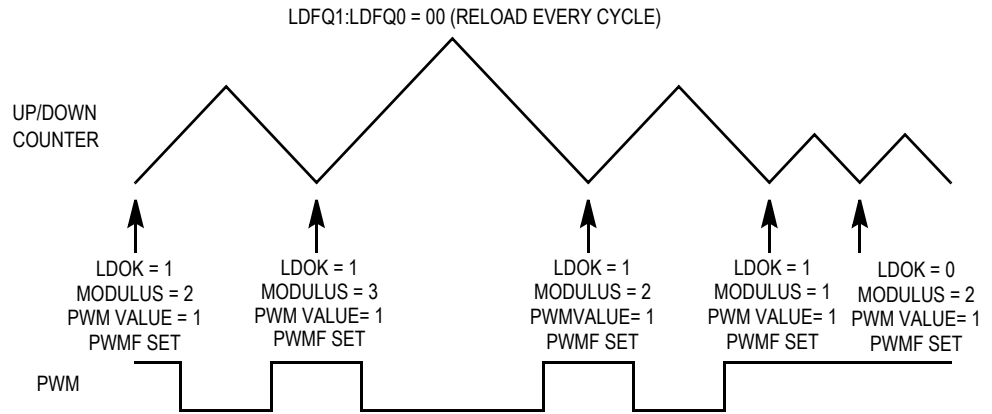 LDFQ1:LDFQ0 = 00 (RELOAD EVERY CYCLE)
UP/DOWN
COUNTER
LDOK = 1
MODULUS = 2
PWM VALUE = 1
PWMF SET
LDOK = 1
MODULUS = 3
PWM VALUE= 1
PWMF SET
LDOK = 1
MODULUS = 2
PWMVALUE= 1
PWMF SET
LDOK = 1
MODULUS = 1
PWM VALUE= 1
PWMF SET
LDOK = 0
MODULUS = 2
PWM VALUE= 1
PWMF SET
PWM